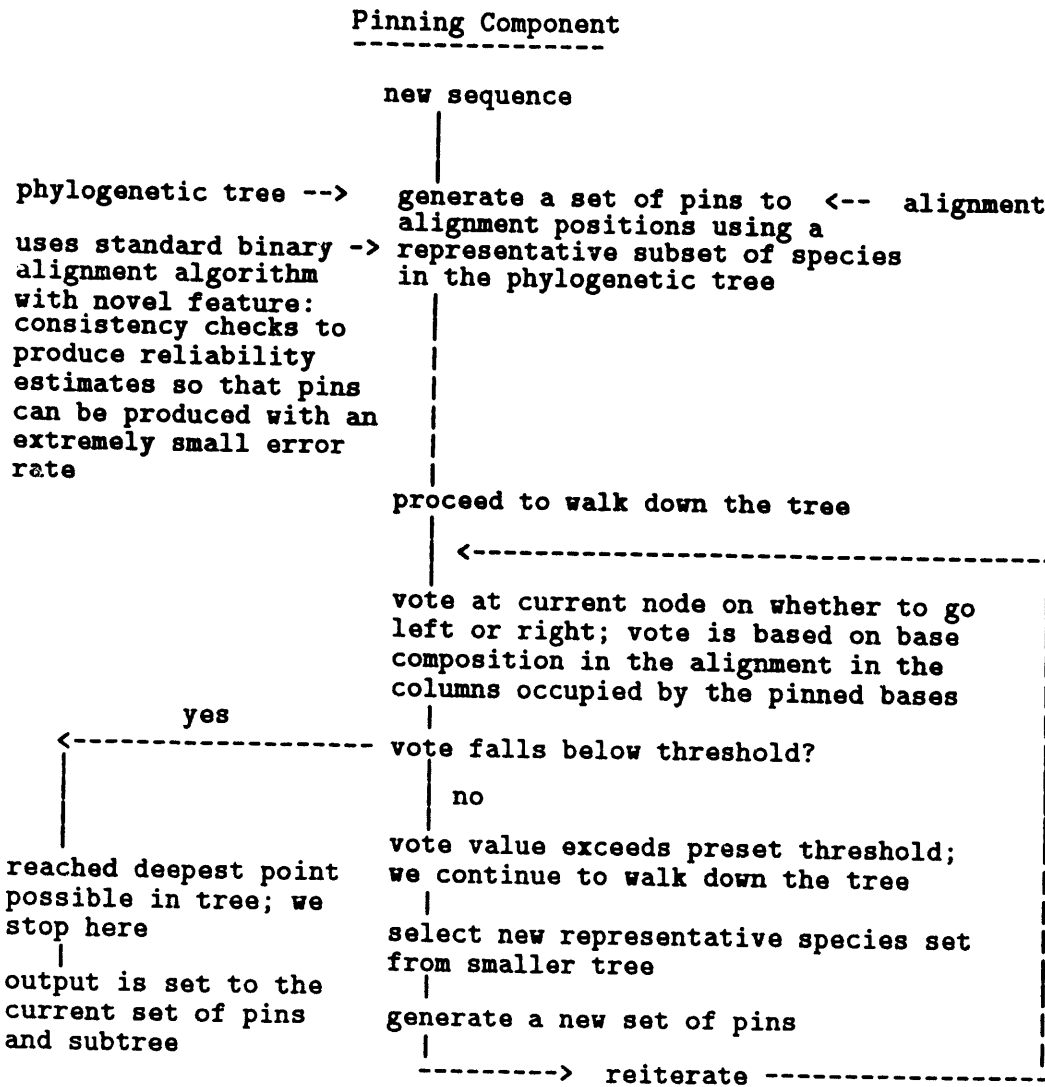 Pinning Component
new sequence
phylogenetic tree -->
generate a set of pins to <-- alignment
alignment positions using a
representative subset of species
in the phylogenetic tree
uses standard binary ->
alignment algorithm
with novel feature:
consistency checks to
produce reliability
estimates so that pins
can be produced with an
extremely small error
rate
proceed to walk down the tree
vote at current node on whether to go
left or right; vote is based on base
composition in the alignment in the
columns occupied by the pinned bases
yes
vote falls below threshold?
no
vote value exceeds preset threshold;
we continue to walk down the tree
reached deepest point
possible in tree; we
stop here
select new representative species set
from smaller tree
output is set to the
current set of pins
and subtree
generate a new set of pins
---------> reiterate